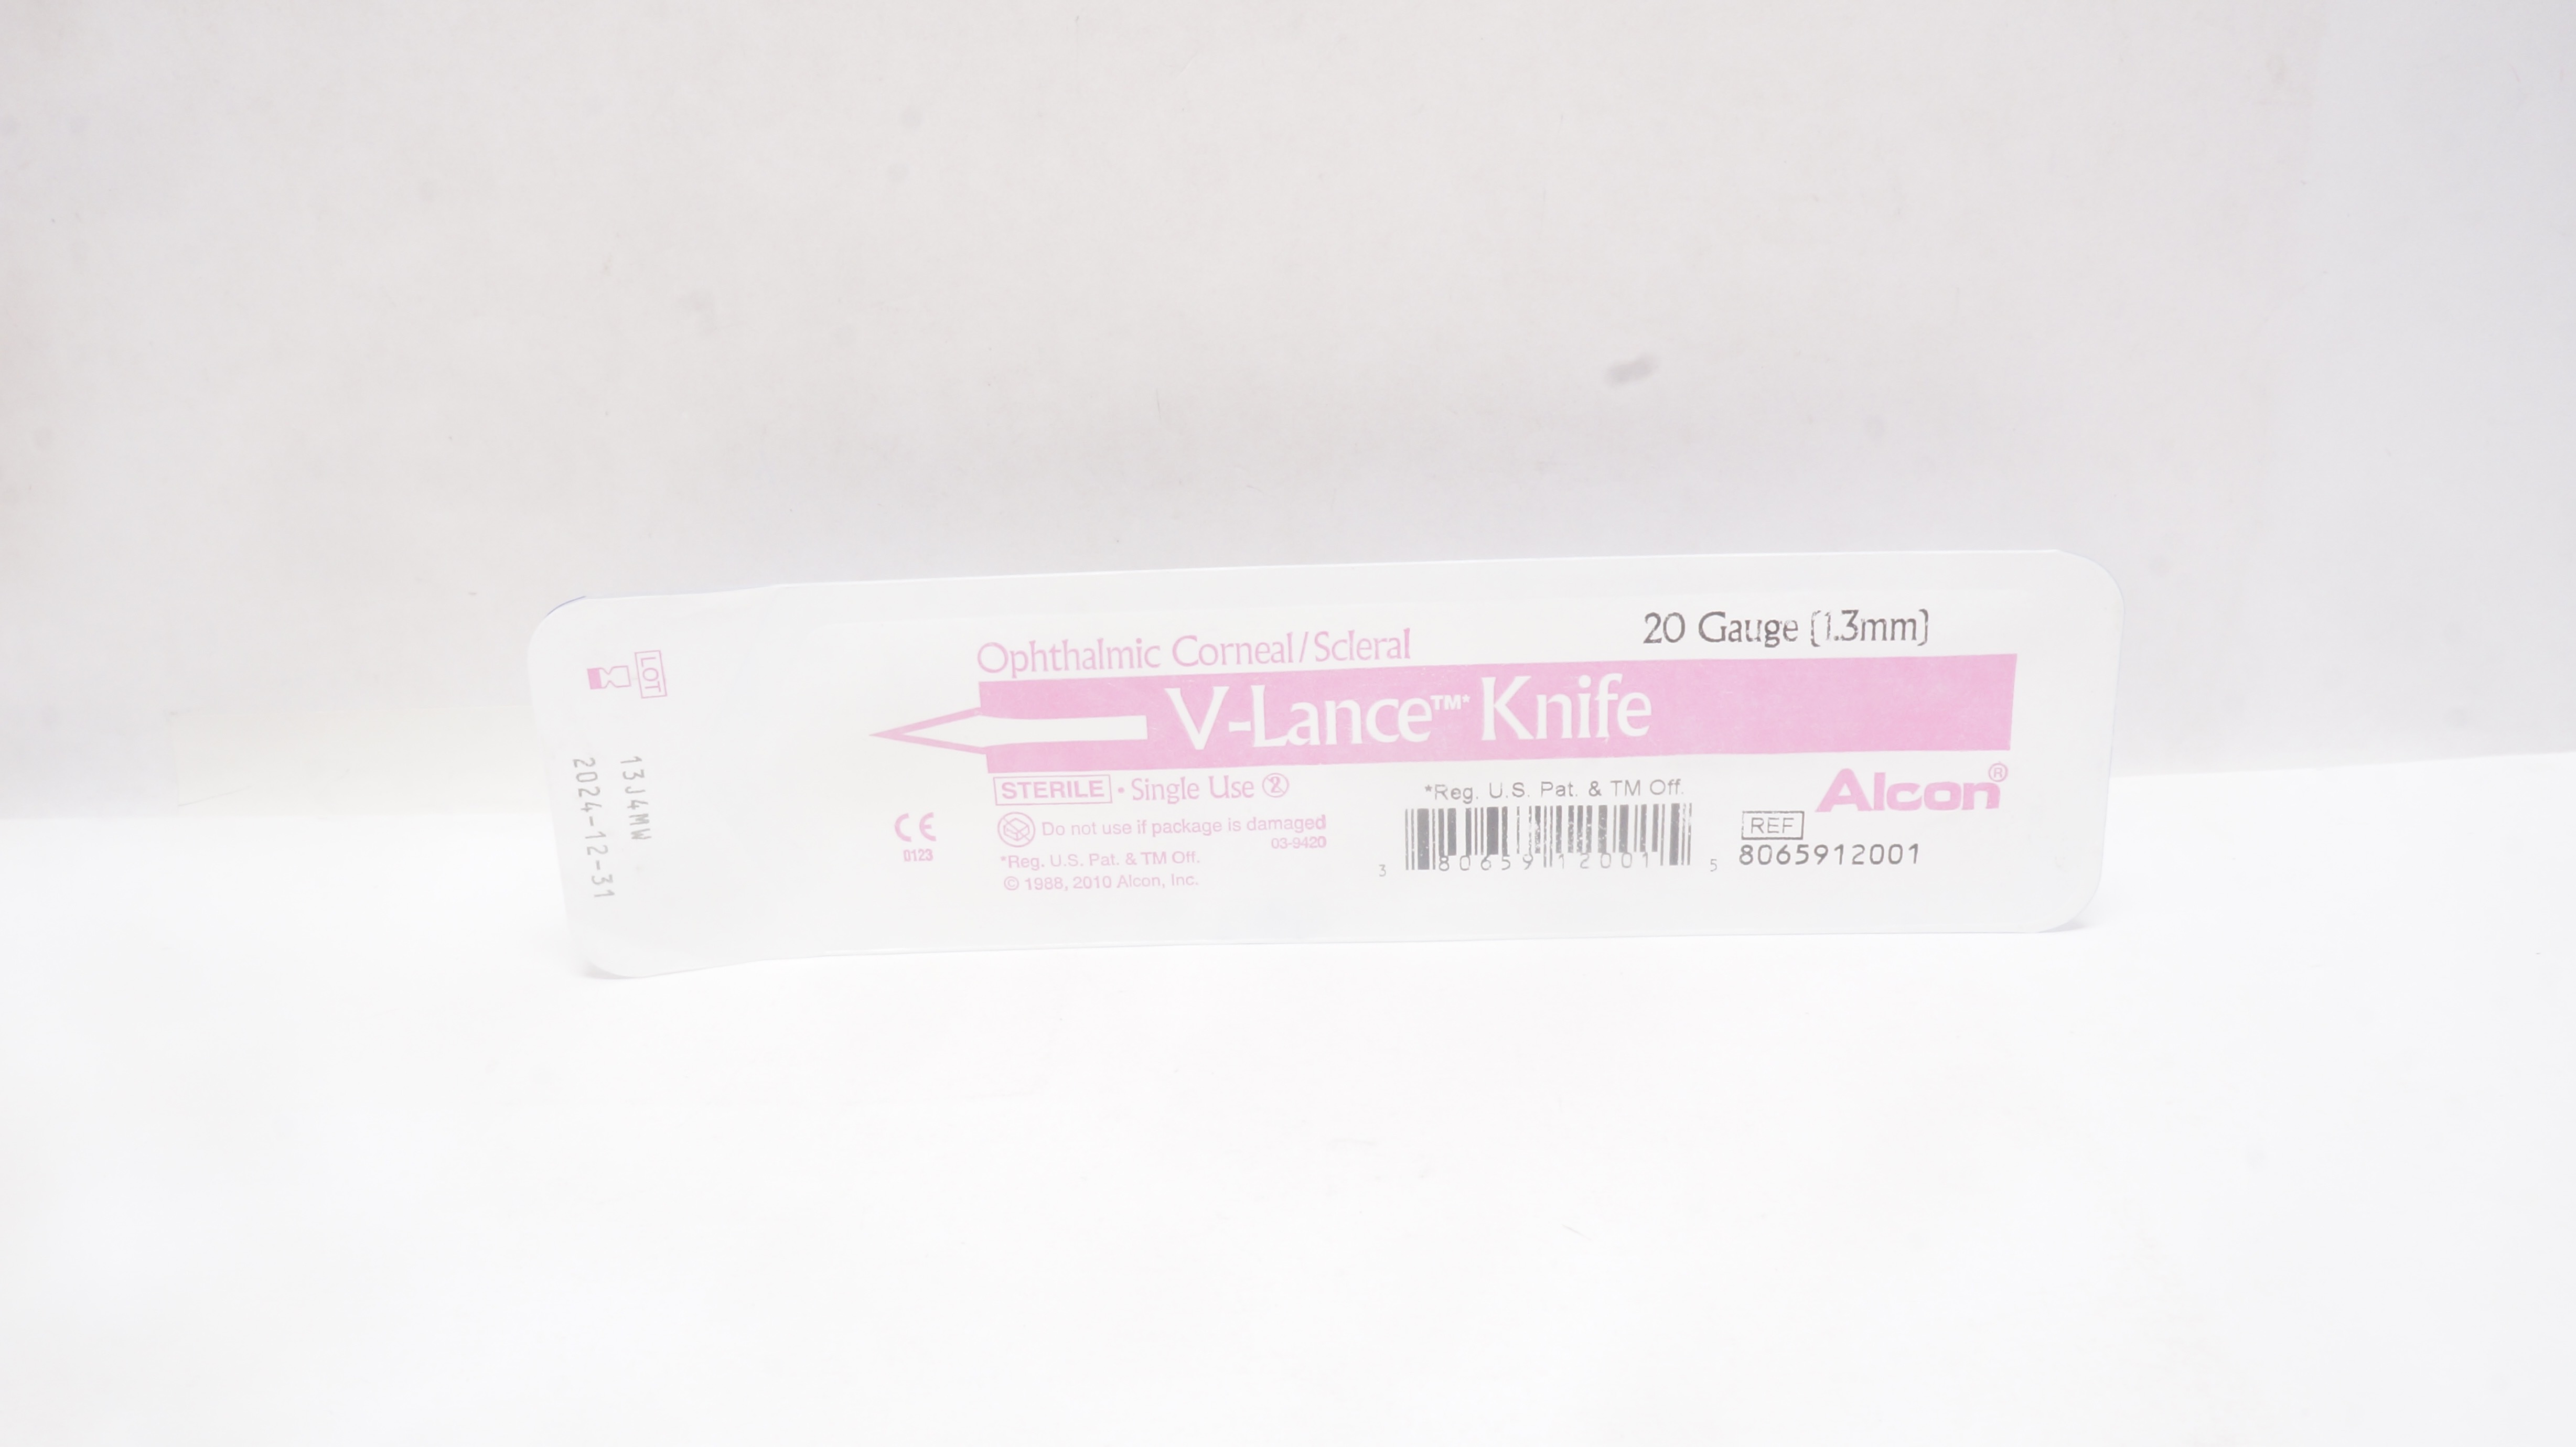 LOT
13J4MW
2024-12-31
20 Gauge (1.3mm)
Ophthalmic Corneal/Scleral
V-Lance™* Knife
STERILE • Single Use 2
Alcon®
*Reg. U.S. Pat. & TM Off.
CE
0123
Do not use if package is damaged
03-9420
*Reg. U.S. Pat. & TM Off.
© 1988, 2010 Alcon, Inc.
3 80659 12001 5
REF
8065912001